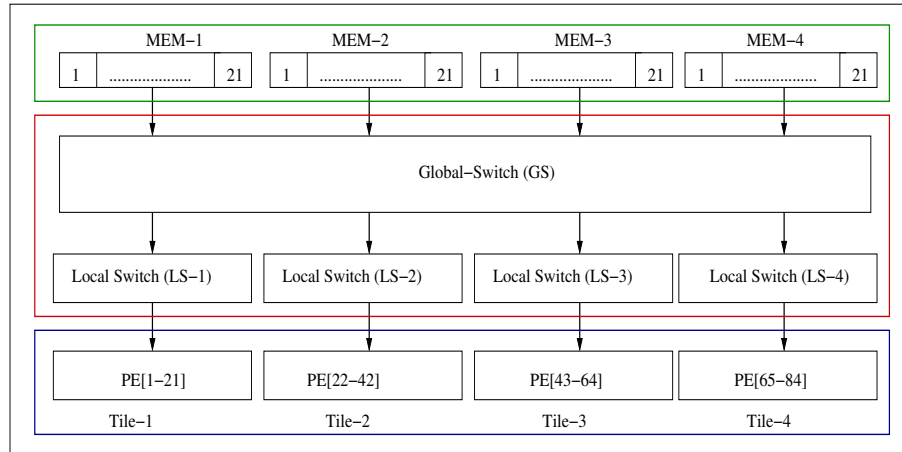 MEM−1 MEM−2 MEM−3 MEM−4
1 .................... 21 1 .................... 21 1 .................... 21 1 .................... 21
Global−Switch (GS)
Local Switch (LS−1) Local Switch (LS−2) Local Switch (LS−3) Local Switch (LS−4)
PE[1−21] PE[22−42] PE[43−64] PE[65−84]
Tile−1 Tile−2 Tile−3 Tile−4